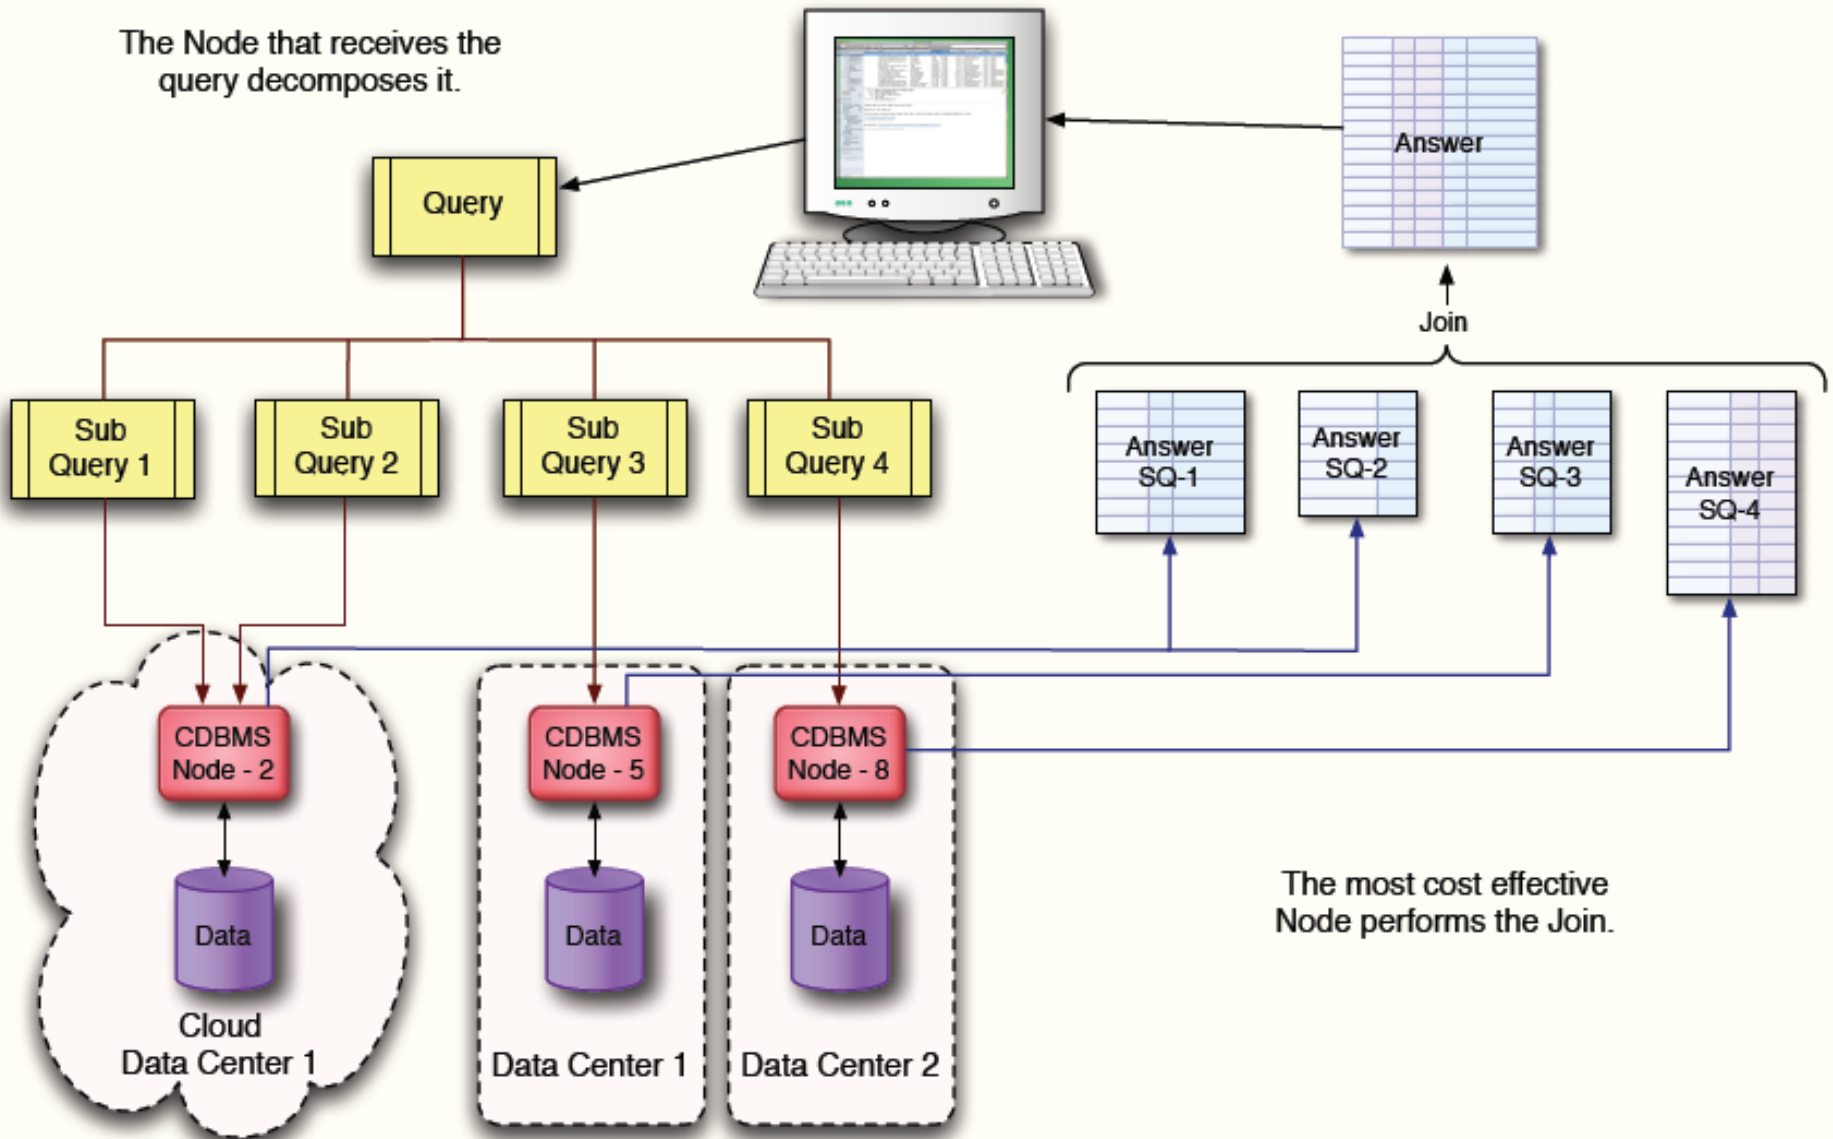 The Node that receives the
query decomposes it.
Query
Answer
Join
Sub
Query 1
Sub
Query 2
Sub
Query 3
Sub
Query 4
Answer
SQ-1
Answer
SQ-2
Answer
SQ-3
Answer
SQ-4
CDBMS
Node - 2
CDBMS
Node - 5
CDBMS
Node - 8
Data
Data
Data
The most cost effective
Node performs the Join.
Cloud
Data Center 1
Data Center 1
Data Center 2